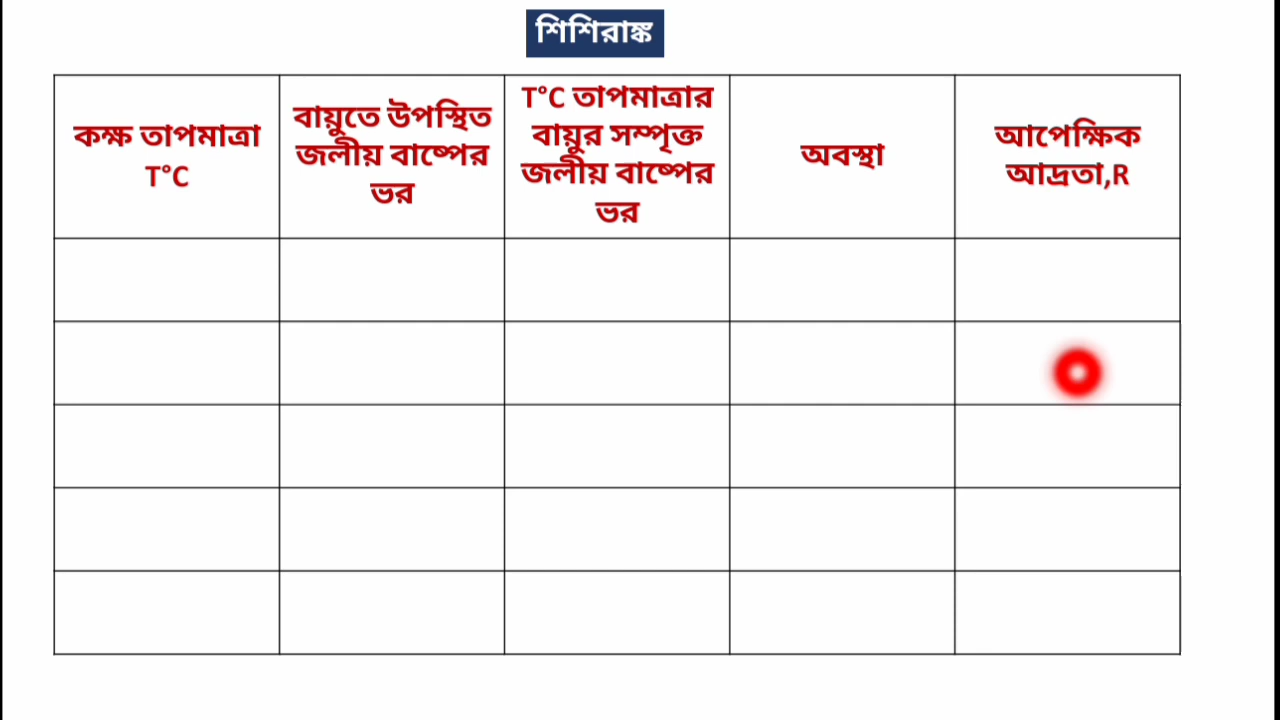 শিশিরাঙ্ক
কক্ষ তাপমাত্রা
T°C
বায়ুতে উপস্থিত
জলীয় বাষ্পের
ভর
T°C তাপমাত্রার
বায়ুর সম্পৃক্ত
জলীয় বাষ্পের
ভর
অবস্থা
আপেক্ষিক
আদ্রতা,R